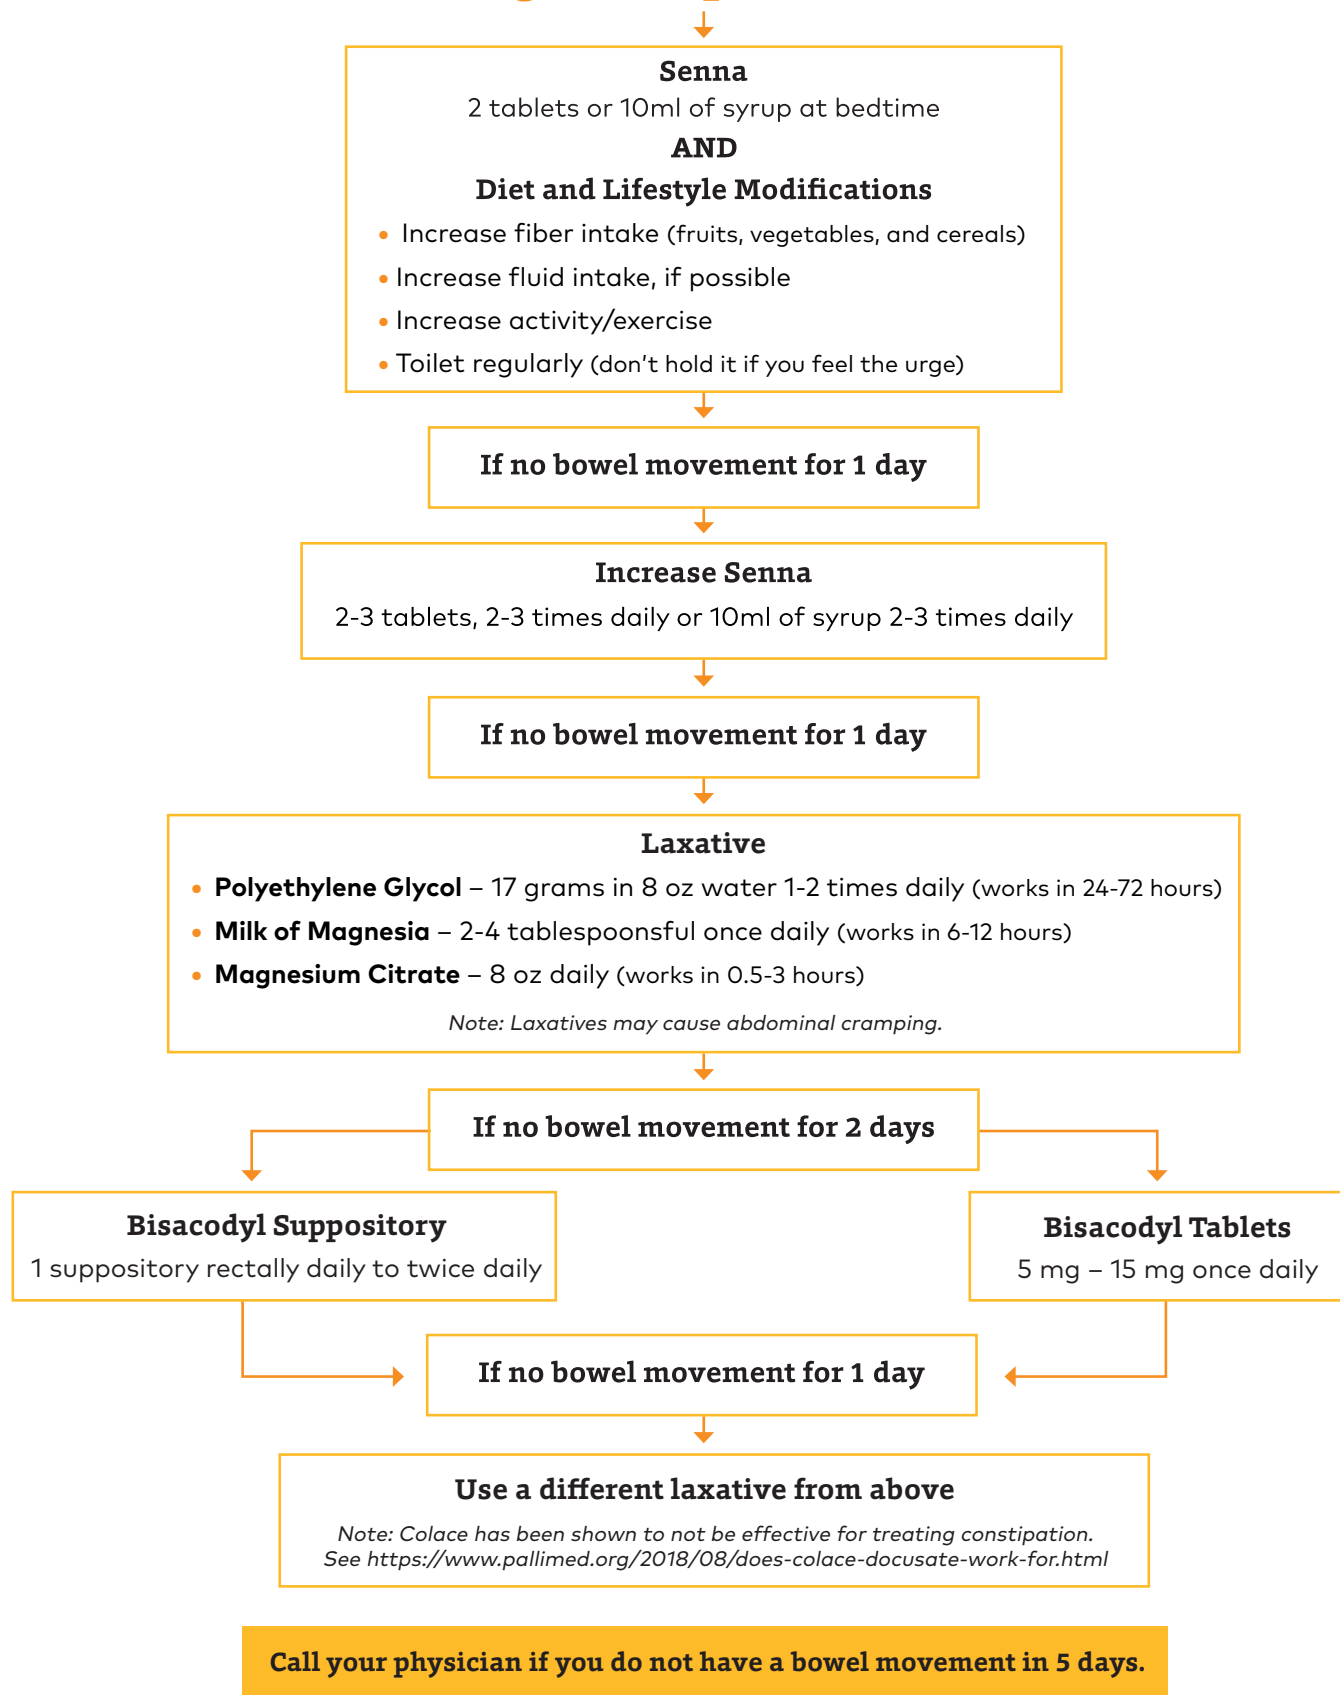 Senna
2 tablets or 10ml of syrup at bedtime
AND
Diet and Lifestyle Modifications
• Increase fiber intake (fruits, vegetables, and cereals)
• Increase fluid intake, if possible
• Increase activity/exercise
• Toilet regularly (don't hold it if you feel the urge)
If no bowel movement for 1 day
Increase Senna
2-3 tablets, 2-3 times daily or 10ml of syrup 2-3 times daily
If no bowel movement for 1 day
Laxative
• Polyethylene Glycol – 17 grams in 8 oz water 1-2 times daily (works in 24-72 hours)
• Milk of Magnesia – 2-4 tablespoonsful once daily (works in 6-12 hours)
• Magnesium Citrate – 8 oz daily (works in 0.5-3 hours)
Note: Laxatives may cause abdominal cramping.
If no bowel movement for 2 days
Bisacodyl Suppository
1 suppository rectally daily to twice daily
Bisacodyl Tablets
5 mg – 15 mg once daily
If no bowel movement for 1 day
Use a different laxative from above
Note: Colace has been shown to not be effective for treating constipation.
See https://www.pallimed.org/2018/08/does-colace-docusate-work-for.html
Call your physician if you do not have a bowel movement in 5 days.